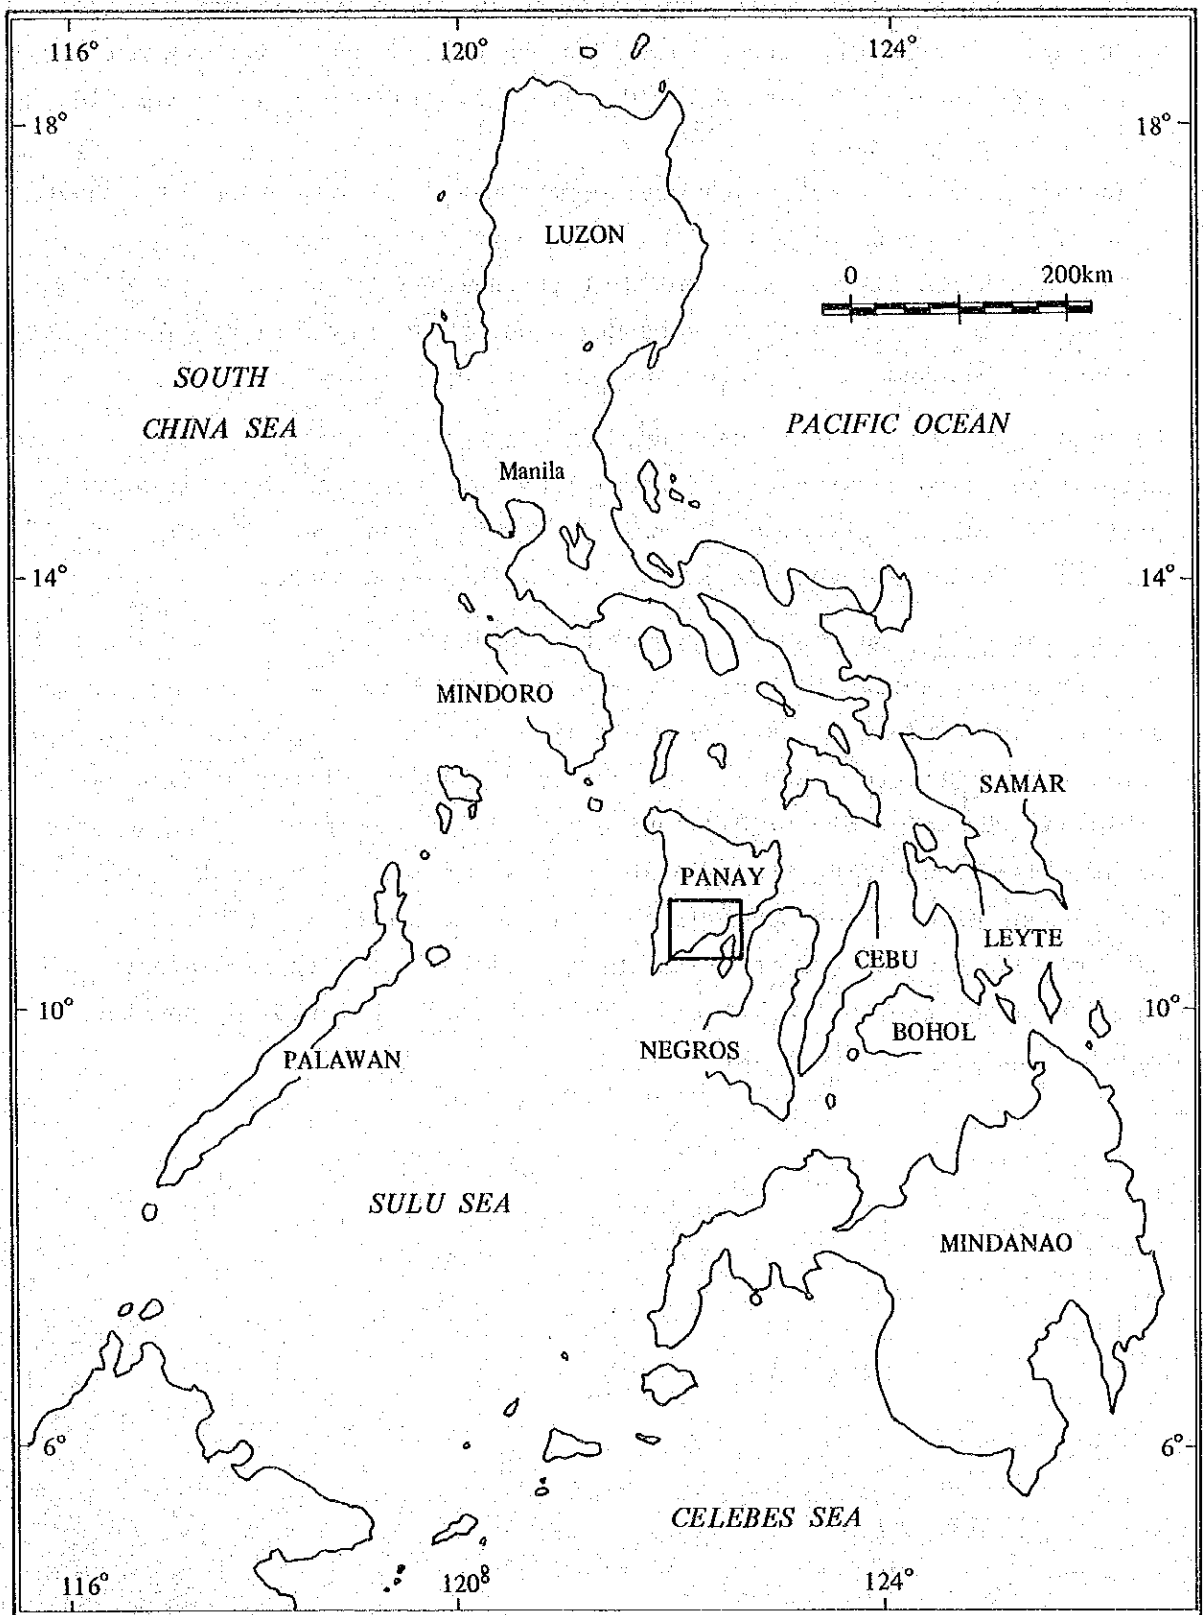 116°
120°
124°
18°
18°
LUZON
0
200km
SOUTH
CHINA SEA
PACIFIC OCEAN
Manila
14°
14°
MINDORO
SAMAR
PANAY
LEYTE
CEBU
10°
10°
BOHOL
NEGROS
PALAWAN
SULU SEA
MINDANAO
6°
6°
CELEBES SEA
116°
120°
124°